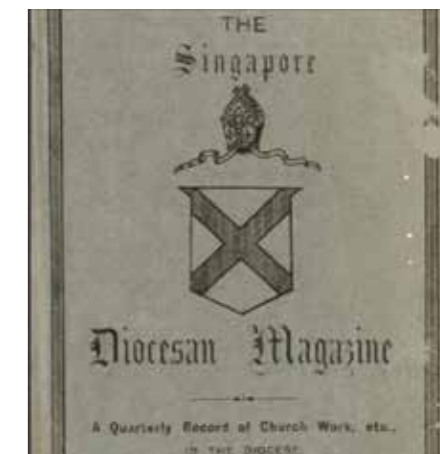 THE
Singapore
Diocesan Magazine
A Quarterly Record of Church Work, etc.,
IN THE DIOCESE.